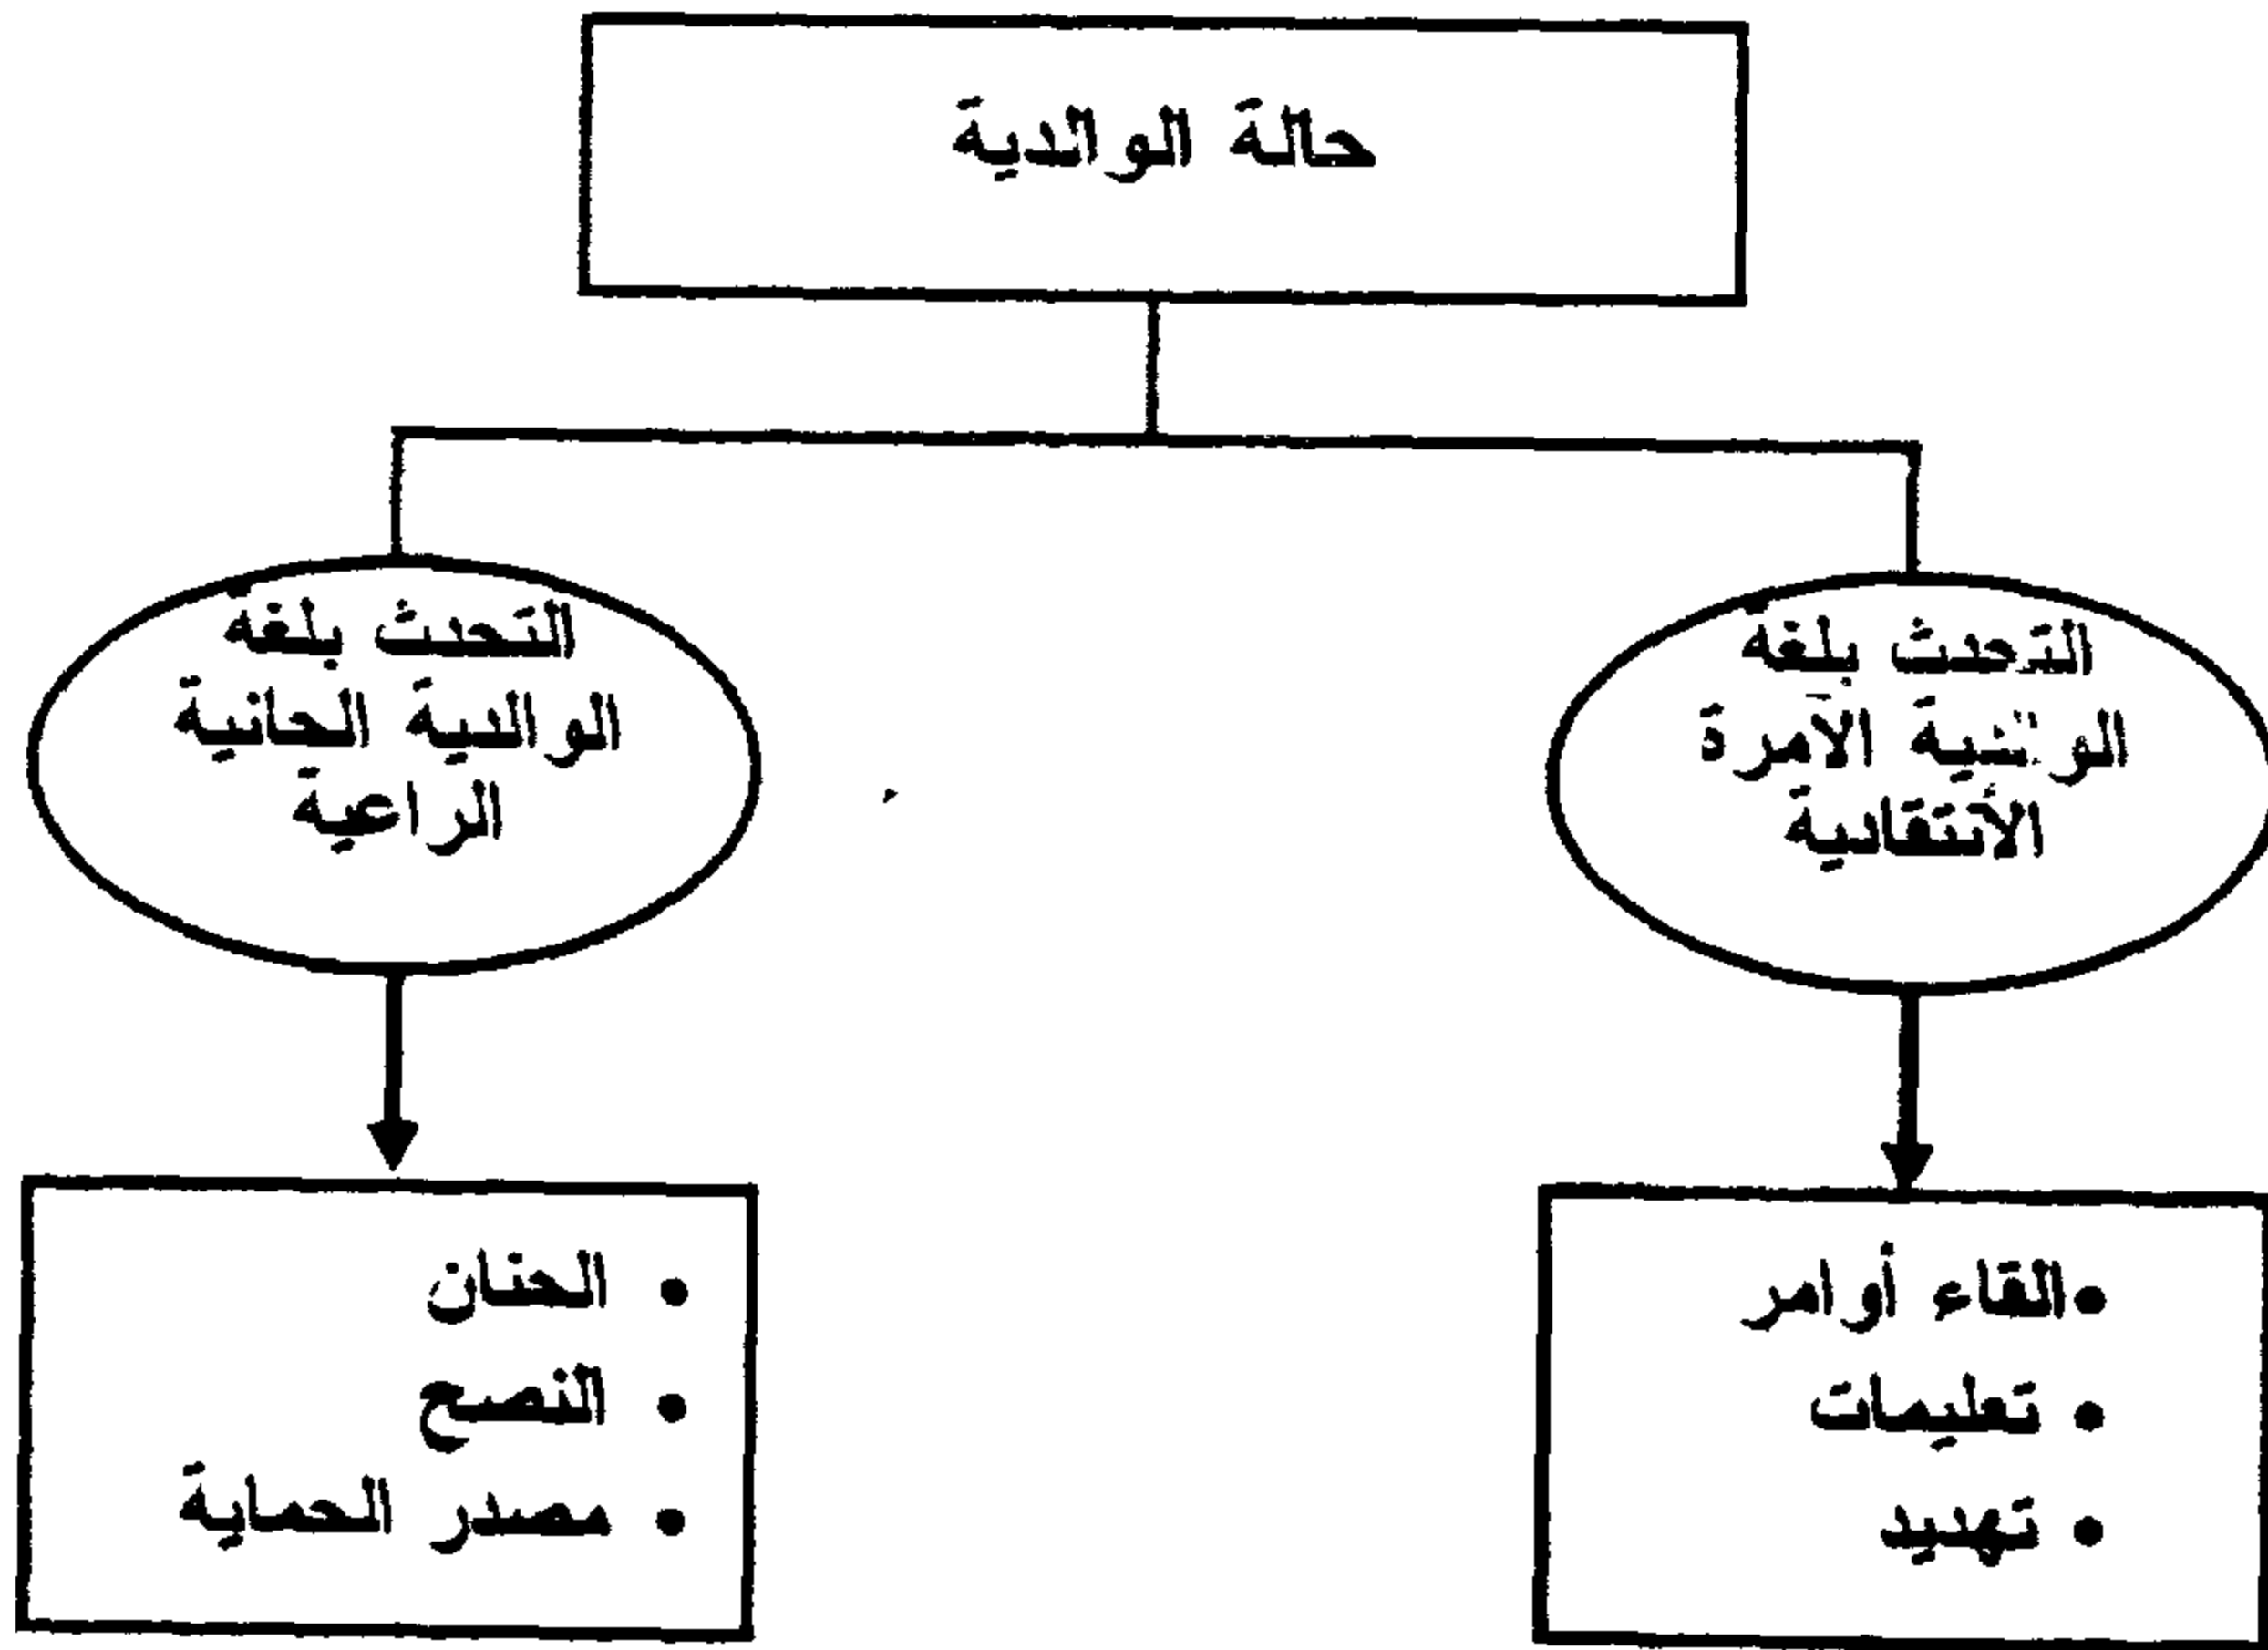 حالة الوالدية
التحدث بلغه
الوالدية الآمرة
الأنتقادية
التحدث بلغه
الوالدية الحانية
الراعية
•القاء أوامر
• تعليمات
• تهديد
• الحنان
• النصح
• مصدر الحماية